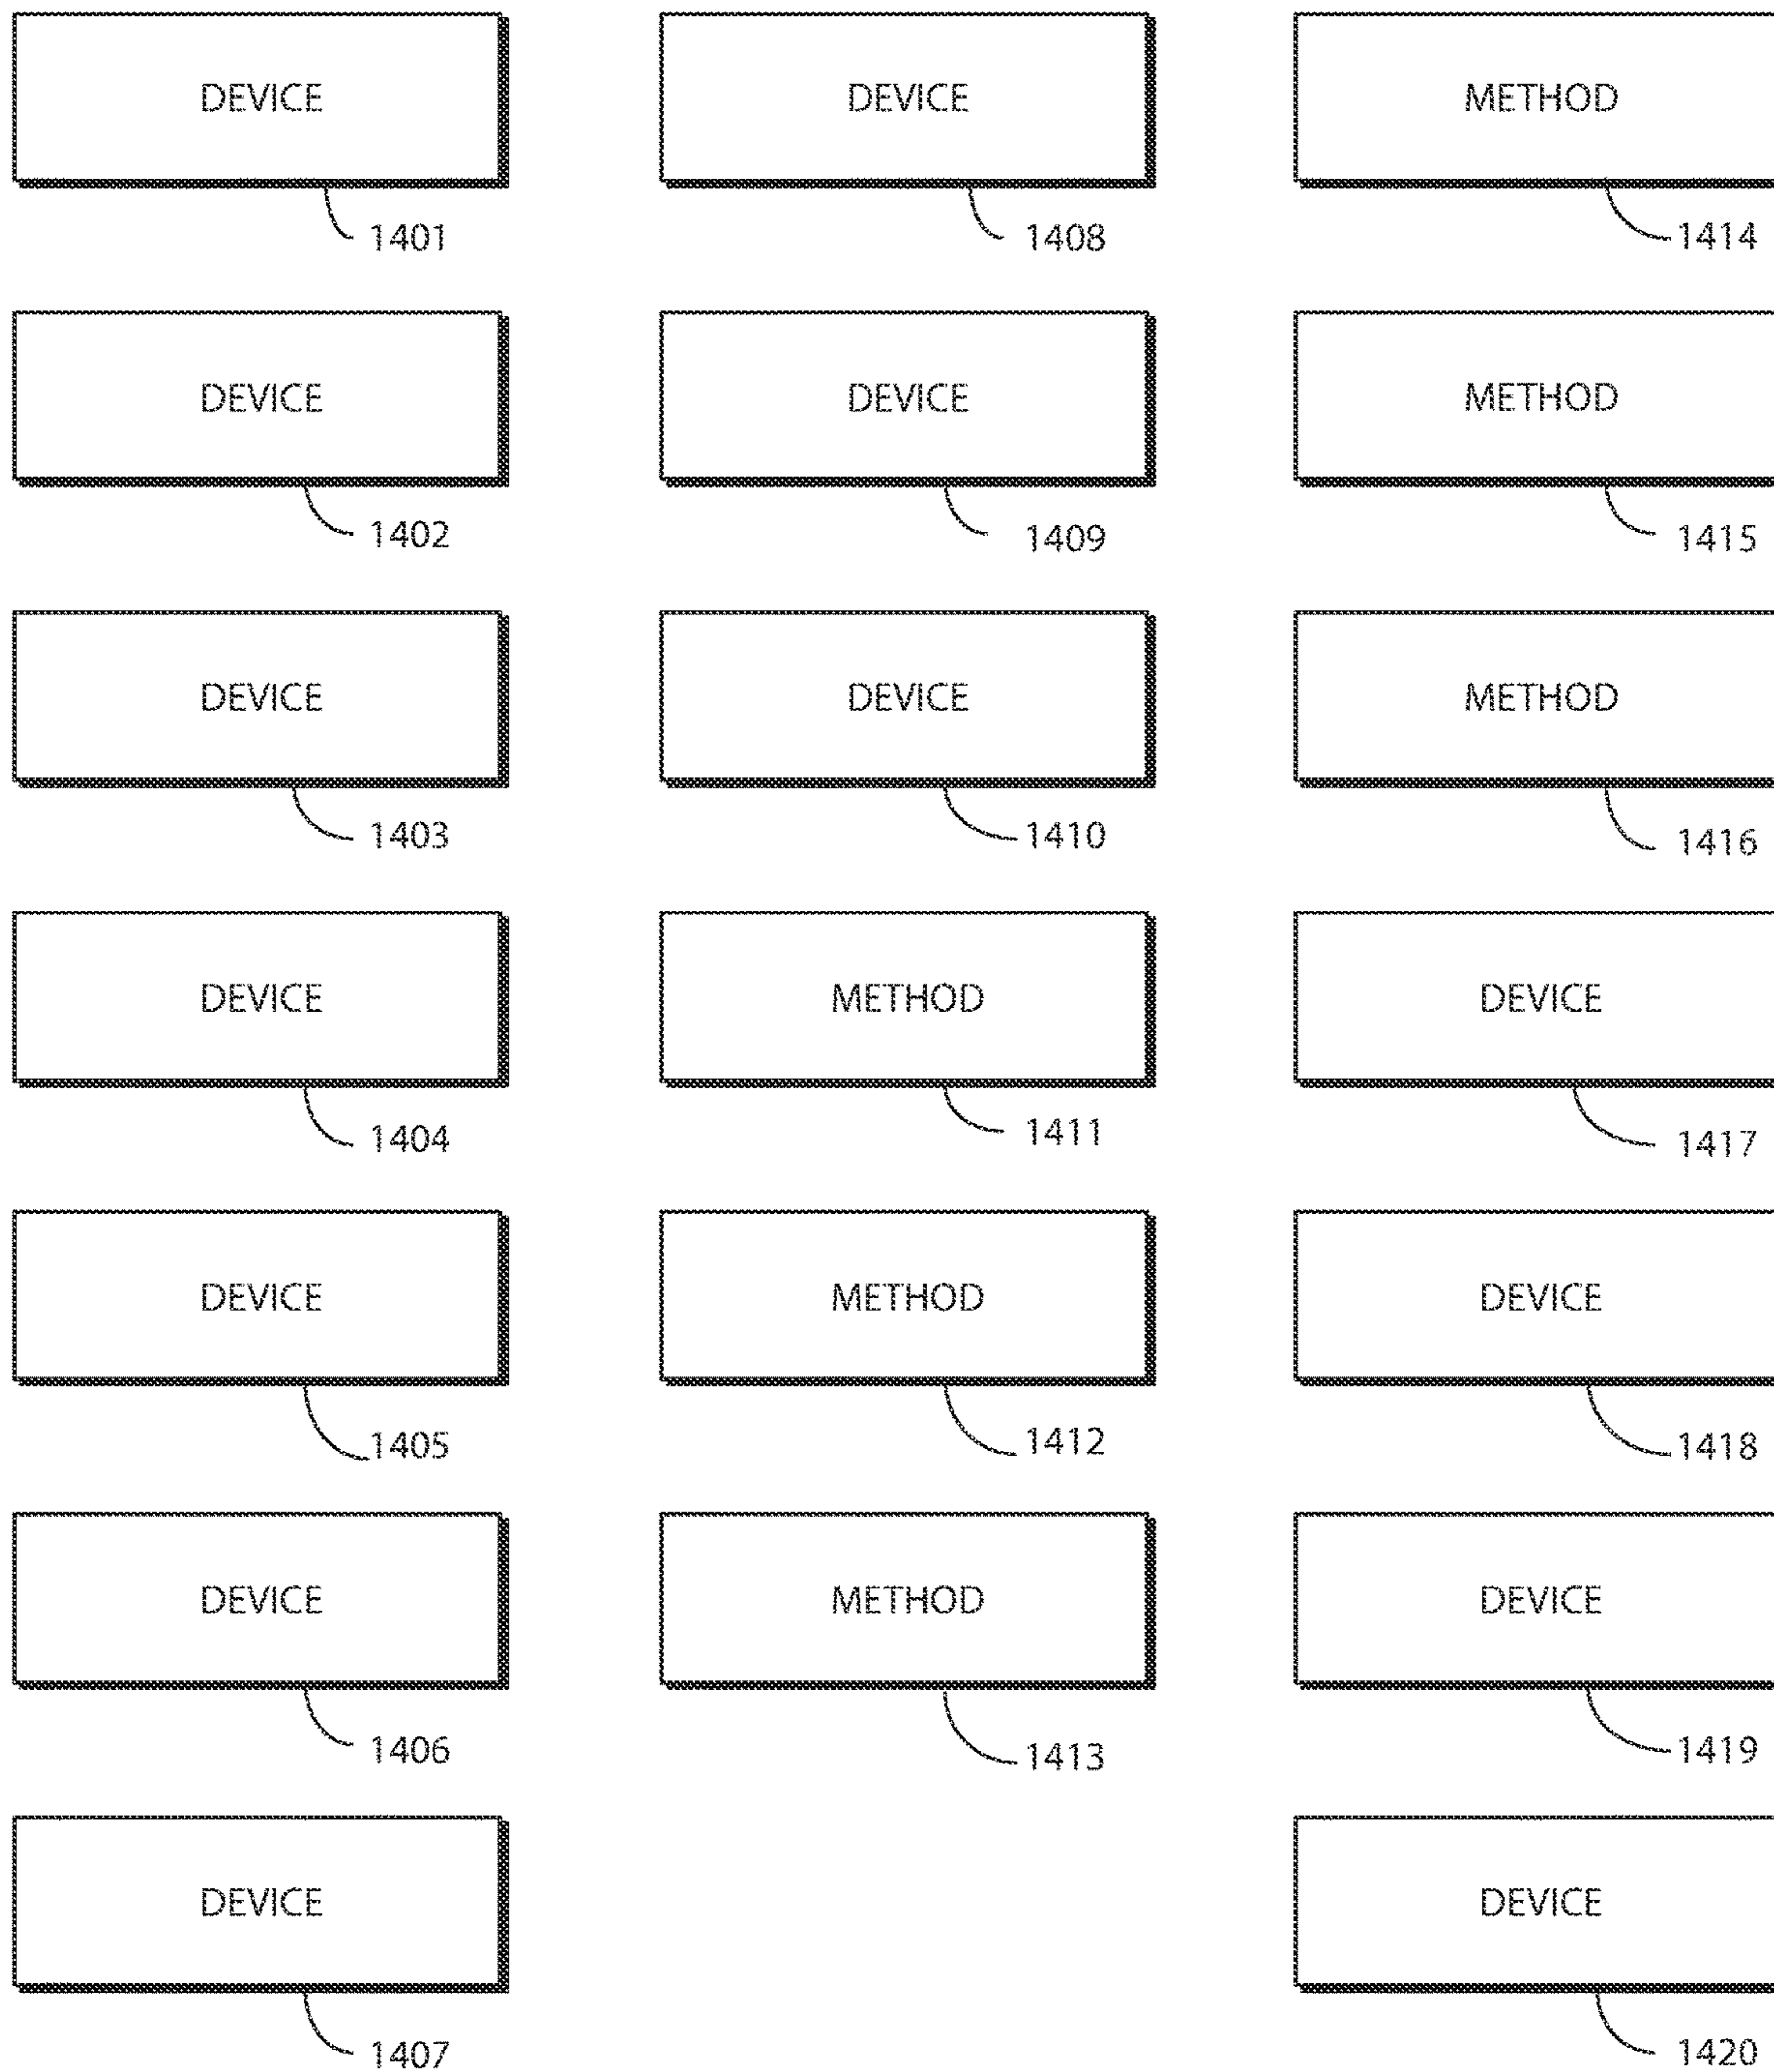 DEVICE
1401
DEVICE
1402
DEVICE
1403
DEVICE
1404
DEVICE
1405
DEVICE
1406
DEVICE
1407
DEVICE
1408
DEVICE
1409
DEVICE
1410
METHOD
1411
METHOD
1412
METHOD
1413
METHOD
1414
METHOD
1415
METHOD
1416
DEVICE
1417
DEVICE
1418
DEVICE
1419
DEVICE
1420